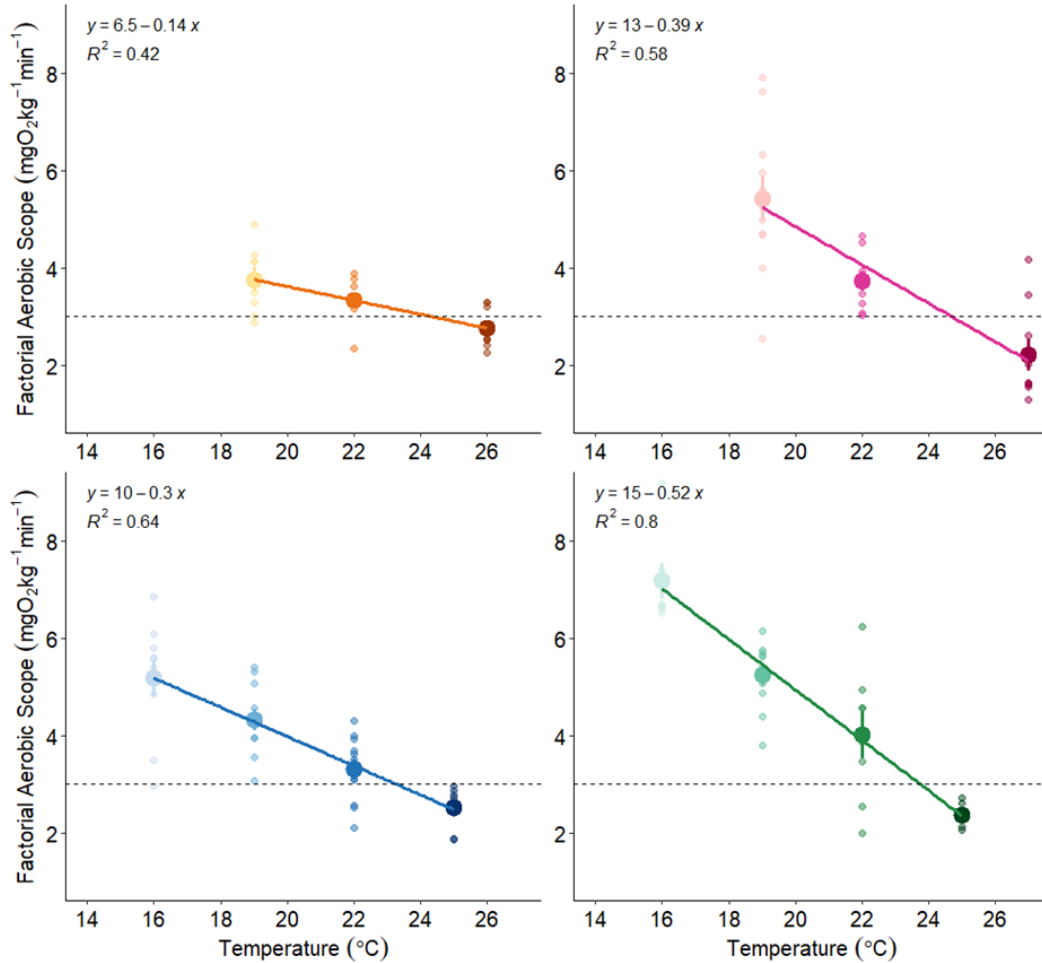 y = 6.5 – 0.14 x
R² = 0.42
y = 13 – 0.39 x
R² = 0.58
Factorial Aerobic Scope (mgO₂kg⁻¹min⁻¹)
8
6
4
2
8
6
4
2
14 16 18 20 22 24 26
14 16 18 20 22 24 26
y = 10 – 0.3 x
R² = 0.64
y = 15 – 0.52 x
R² = 0.8
Factorial Aerobic Scope (mgO₂kg⁻¹min⁻¹)
8
6
4
2
8
6
4
2
14 16 18 20 22 24 26
14 16 18 20 22 24 26
Temperature (°C)
Temperature (°C)